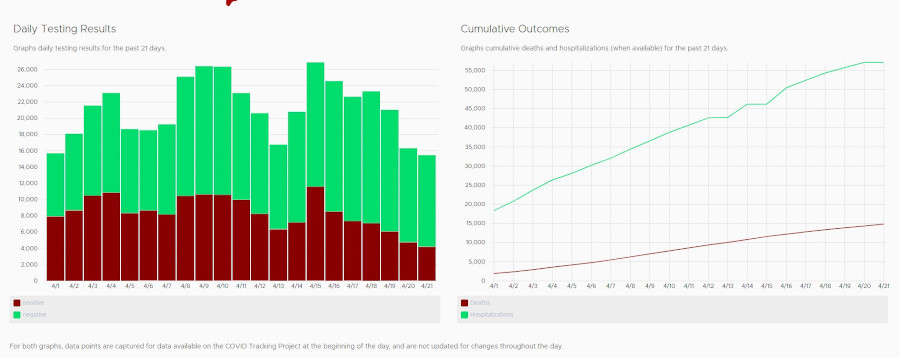 Daily Testing Results
Graphs daily testing results for the past 21 days.
26,000
24,000
22,000
20,000
18,000
16,000
14,000
12,000
10,000
8,000
6,000
4,000
2,000
0
4/1 4/2 4/3 4/4 4/5 4/6 4/7 4/8 4/9 4/10 4/11 4/12 4/13 4/14 4/15 4/16 4/17 4/18 4/19 4/20 4/21
positive
negative
Cumulative Outcomes
Graphs cumulative deaths and hospitalizations (when available) for the past 21 days.
55,000
50,000
45,000
40,000
35,000
30,000
25,000
20,000
15,000
10,000
5,000
0
4/1 4/2 4/3 4/4 4/5 4/6 4/7 4/8 4/9 4/10 4/11 4/12 4/13 4/14 4/15 4/16 4/17 4/18 4/19 4/20 4/21
Deaths
Hospitalizations
For both graphs, data points are captured for data available on the COVID Tracking Project at the beginning of the day, and are not updated for changes throughout the day.